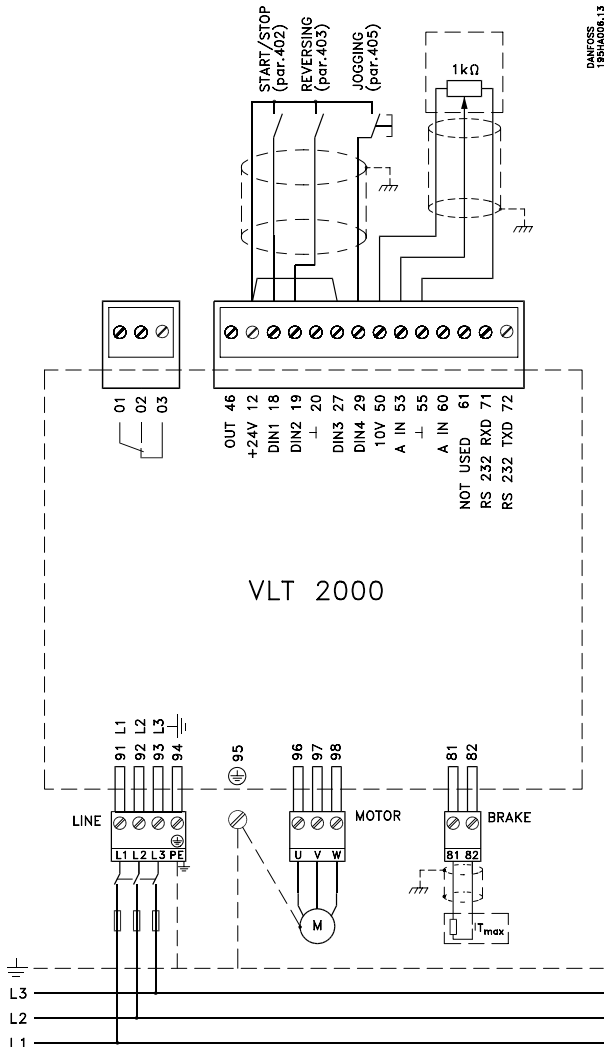 DANFOSS
195HA006.13
START/STOP
(par.402)
REVERSING
(par.403)
JOGGING
(par.405)
1kΩ
01
02
03
OUT 46
+24V 12
DIN1 18
DIN2 19
⊥ 20
DIN3 27
DIN4 29
10V 50
A IN 53
⊥ 55
A IN 60
NOT USED 61
RS 232 RXD 71
RS 232 TXD 72
VLT 2000
91 L1
92 L2
93 L3
94
95
96
97
98
81
82
LINE
MOTOR
BRAKE
L1 L2 L3 PE
U V W
81 82
M
Tmax
L3
L2
L1